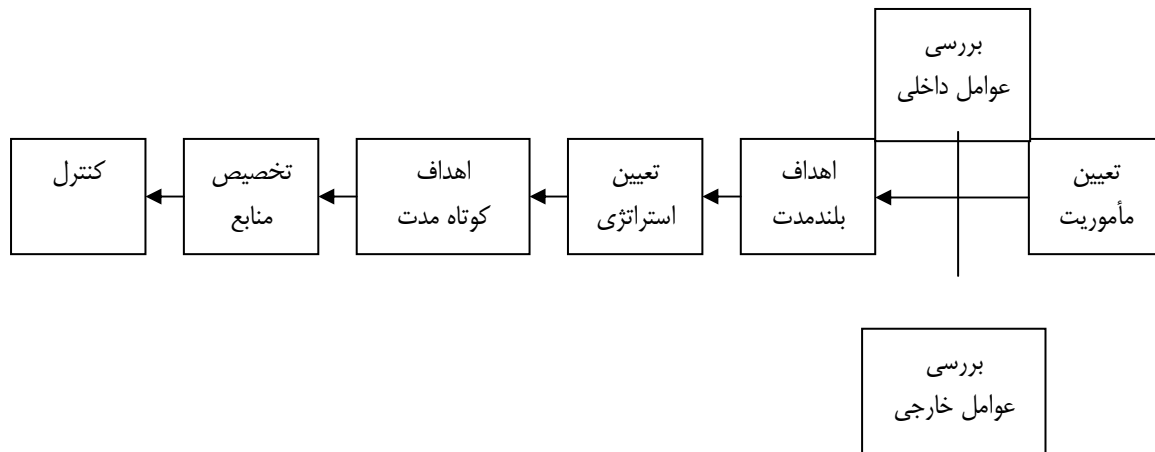 بررسی
عوامل داخلی
تعیین
مأموریت
اهداف
بلندمدت
تعیین
استراتژی
اهداف
کوتاه مدت
تخصیص
منابع
کنترل
بررسی
عوامل خارجی